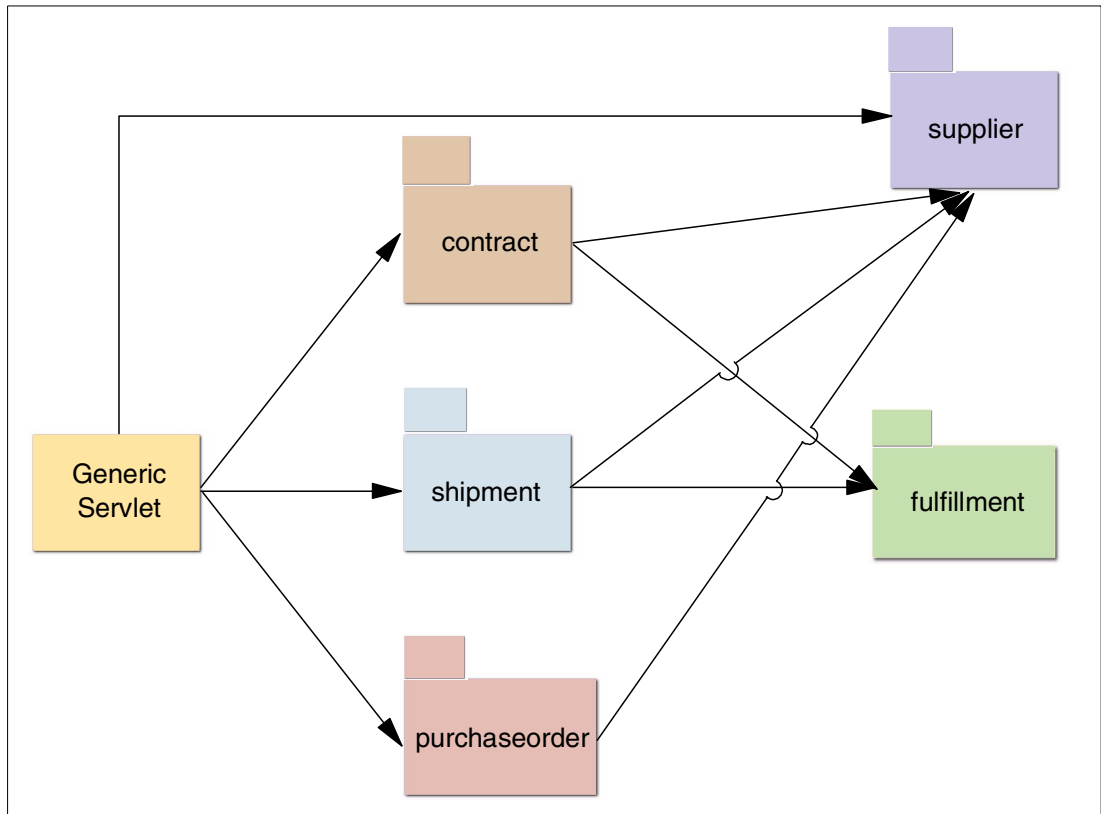 supplier
contract
Generic
Servlet
shipment
fulfillment
purchaseorder